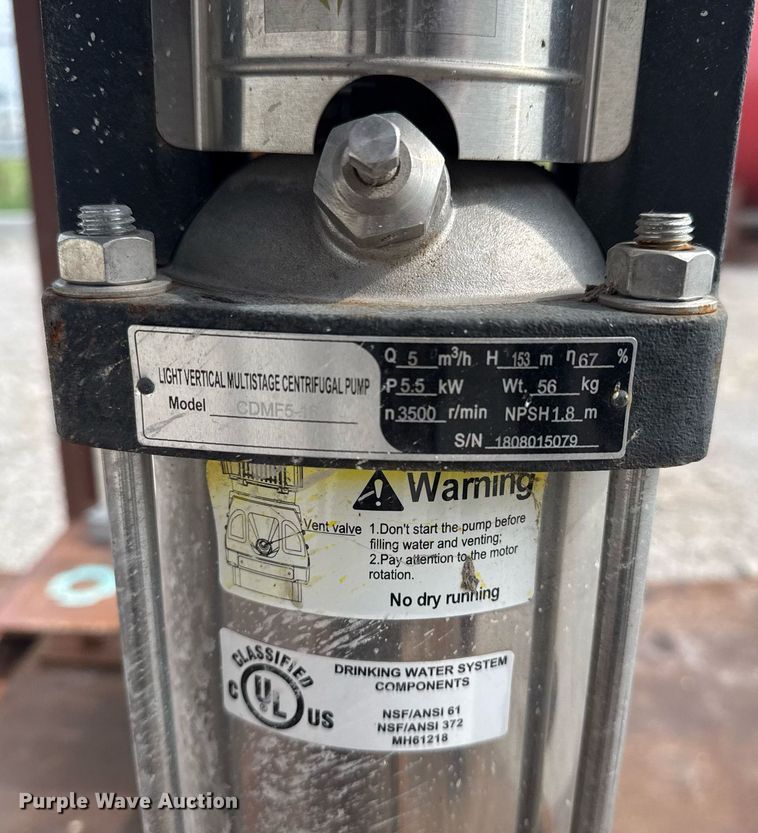 LIGHT VERTICAL MULTISTAGE CENTRIFUGAL PUMP
Model CDMF5-
Q 5 m³/h H 153 m η 67 %
P 5.5 kW Wt. 56 kg
n 3500 r/min NPSH 1.8 m
S/N 1808015079
Warning
Vent valve
1.Don't start the pump before
filling water and venting;
2.Pay attention to the motor
rotation.
No dry running
CLASSIFIED
C UL US
DRINKING WATER SYSTEM
COMPONENTS
NSF/ANSI 61
NSF/ANSI 372
MH61218
Purple Wave Auction